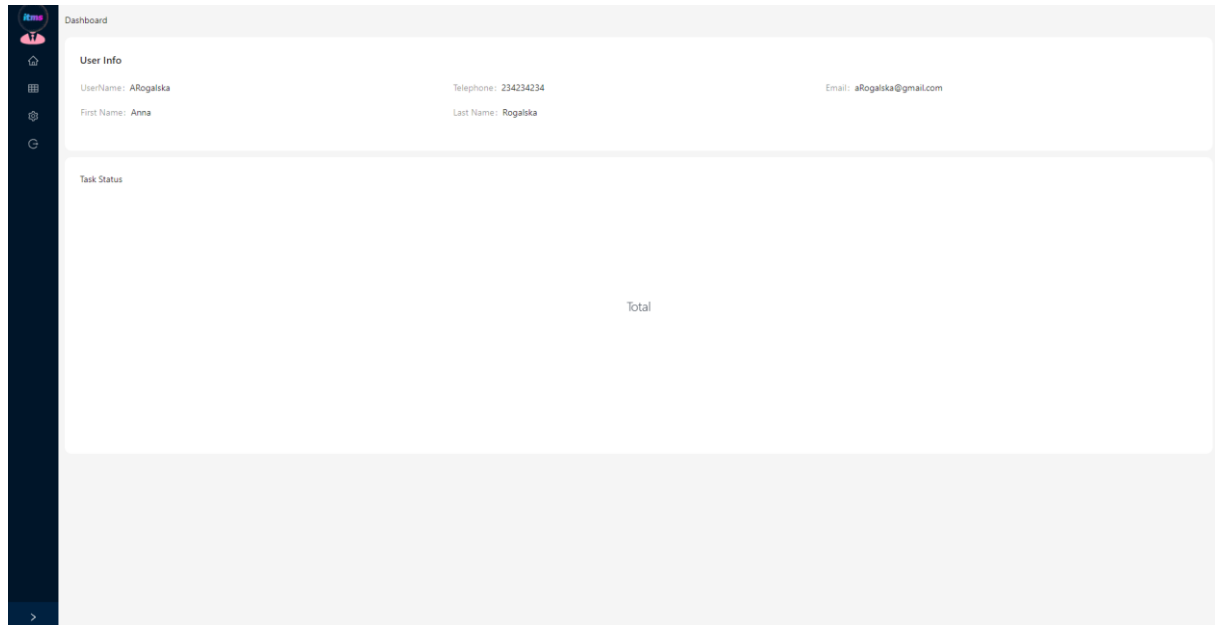 itms
Dashboard
User Info
UserName: ARogalska Telephone: 234234234 Email: aRogalska@gmail.com
First Name: Anna Last Name: Rogalska
Task Status
Total